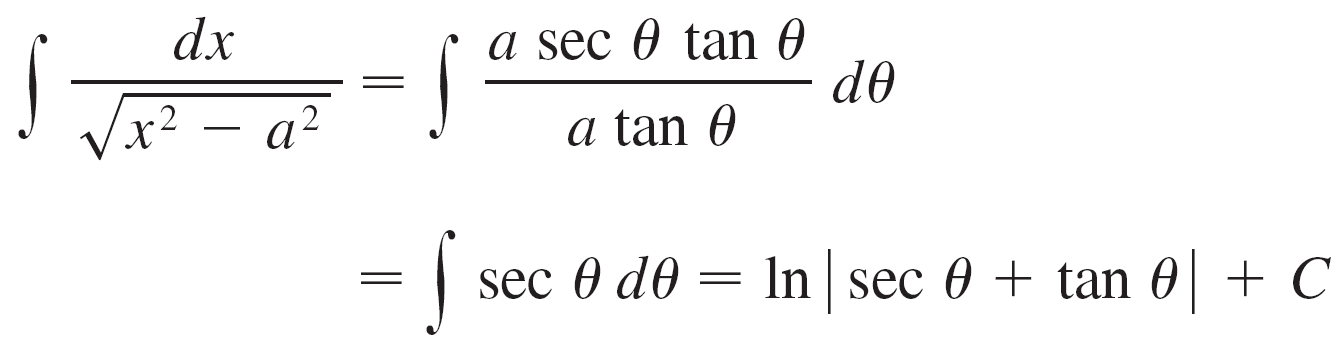 ∫ dx / √(x² − a²) = ∫ (a sec θ tan θ) / (a tan θ) dθ
= ∫ sec θ dθ = ln | sec θ + tan θ | + C